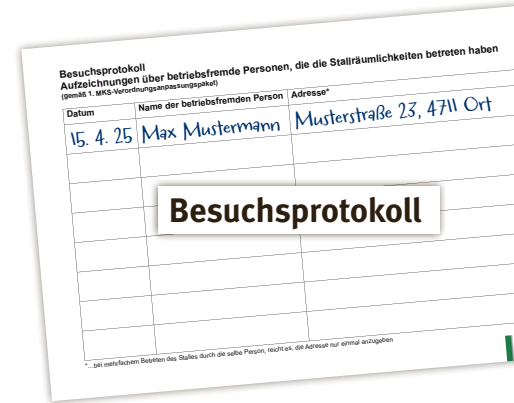 Besuchsprotokoll
Aufzeichnungen über betriebsfremde Personen, die die Stallräumlichkeiten betreten haben
(gemäß 1. MKS-Verordnungsanpassungspaket)
Datum Name der betriebsfremden Person Adresse*
15. 4. 25 Max Mustermann Musterstraße 23, 4711 Ort
Besuchsprotokoll
*...bei mehrfachem Betreten des Stalles durch die selbe Person, reicht es, die Adresse nur einmal anzugeben